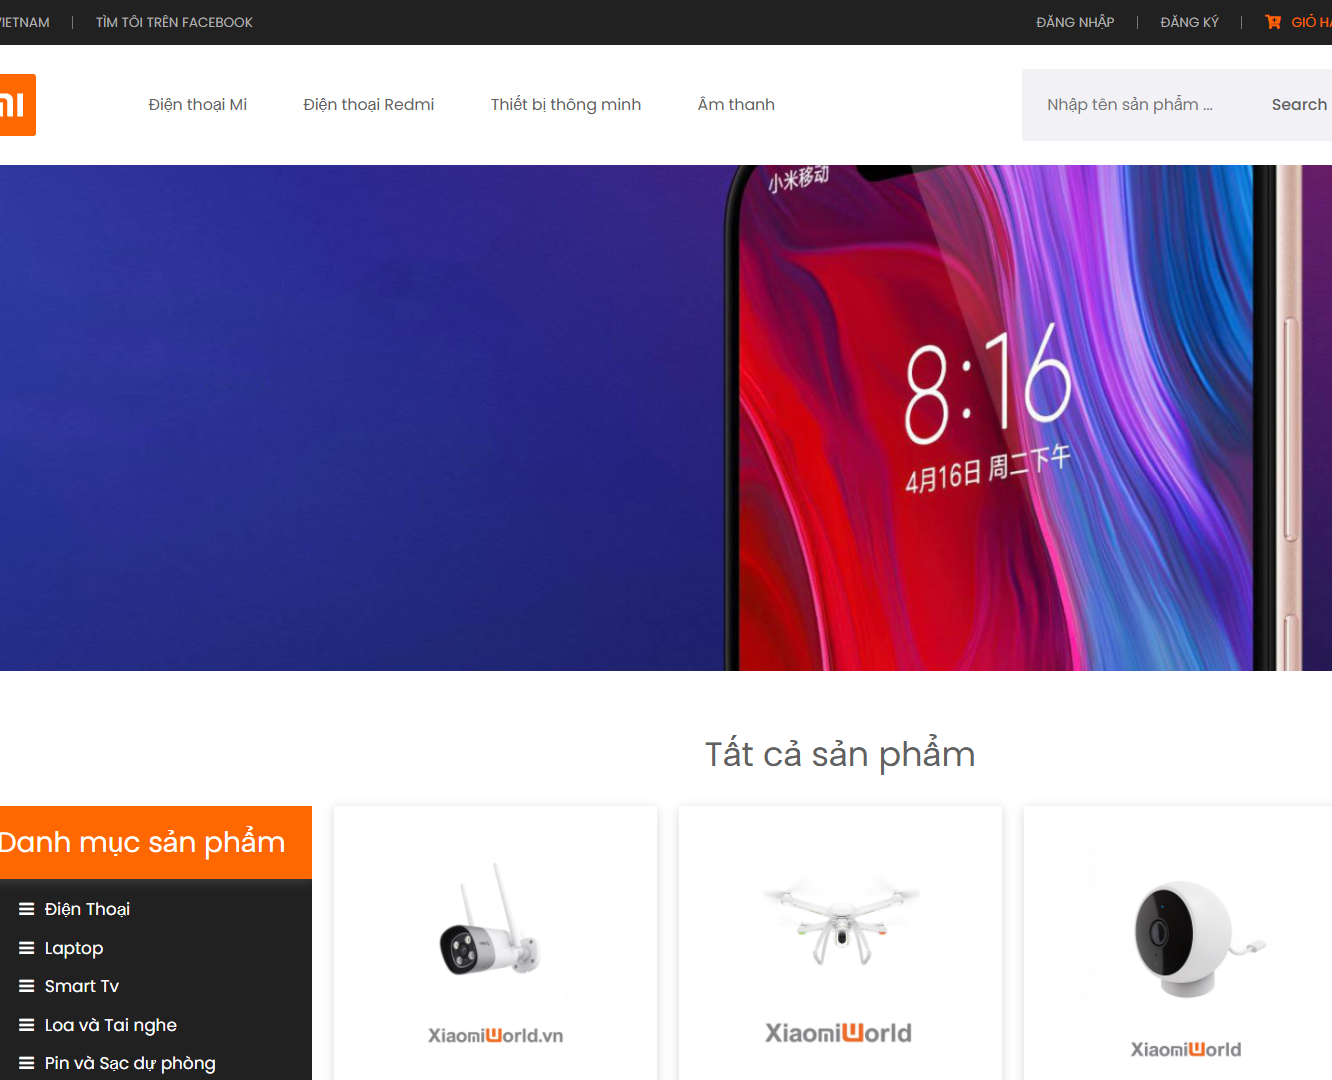 TÌM TÔI TRÊN FACEBOOK
ĐĂNG NHẬP
ĐĂNG KÝ
GIỎ
Điện thoại Mi
Điện thoại Redmi
Thiết bị thông minh
Âm thanh
Nhập tên sản phẩm ...
Search
小米移动
8:16
4月16日 周二下午
Tất cả sản phẩm
Danh mục sản phẩm
Điện Thoại
Laptop
Smart Tv
Loa và Tai nghe
Pin và Sạc dự phòng
XiaomiWorld.vn
XiaomiWorld
XiaomiWorld